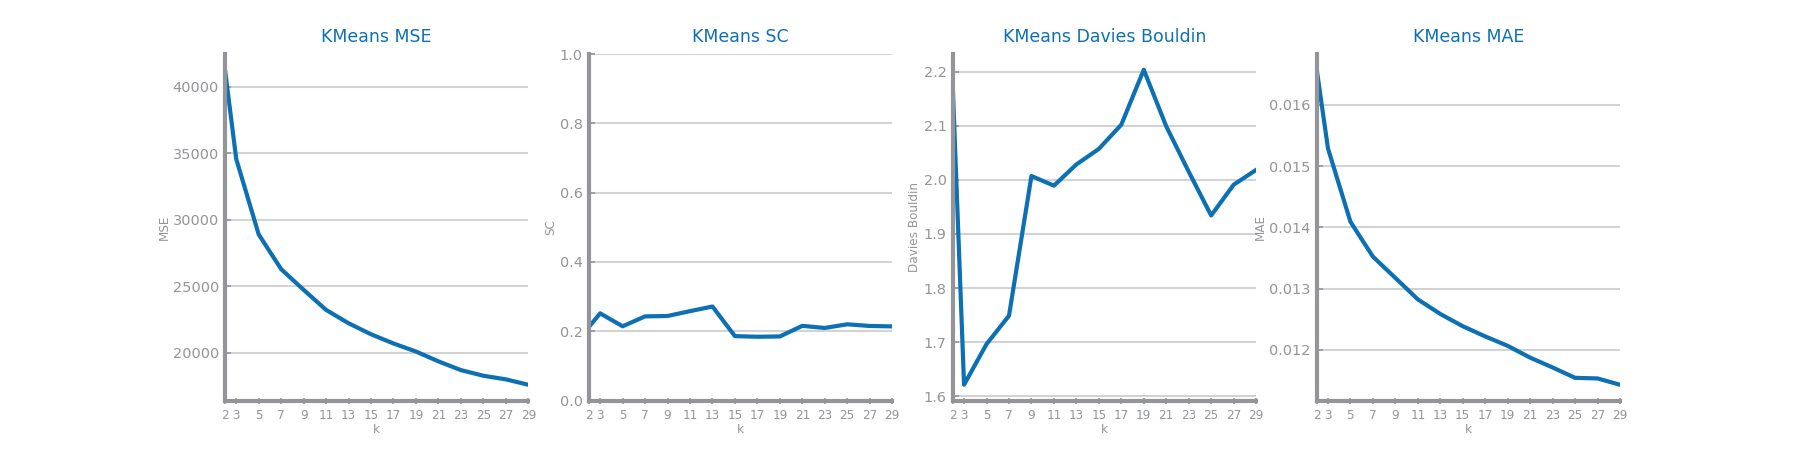 KMeans MSE
MSE
40000
35000
30000
25000
20000
2 3 5 7 9 11 13 15 17 19 21 23 25 27 29
k
KMeans SC
SC
1.0
0.8
0.6
0.4
0.2
0.0
2 3 5 7 9 11 13 15 17 19 21 23 25 27 29
k
KMeans Davies Bouldin
Davies Bouldin
2.2
2.1
2.0
1.9
1.8
1.7
1.6
2 3 5 7 9 11 13 15 17 19 21 23 25 27 29
k
KMeans MAE
MAE
0.016
0.015
0.014
0.013
0.012
2 3 5 7 9 11 13 15 17 19 21 23 25 27 29
k